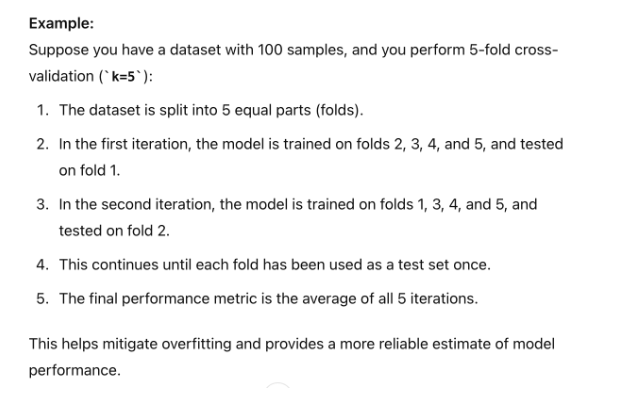 Example:
Suppose you have a dataset with 100 samples, and you perform 5-fold cross-
validation (`k=5`):
1. The dataset is split into 5 equal parts (folds).
2. In the first iteration, the model is trained on folds 2, 3, 4, and 5, and tested
on fold 1.
3. In the second iteration, the model is trained on folds 1, 3, 4, and 5, and
tested on fold 2.
4. This continues until each fold has been used as a test set once.
5. The final performance metric is the average of all 5 iterations.
This helps mitigate overfitting and provides a more reliable estimate of model
performance.